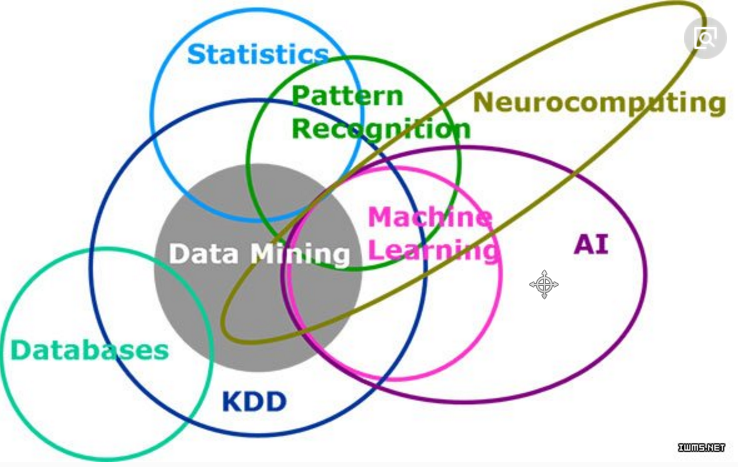 Statistics
Pattern
Recognition
Neurocomputing
Machine
Learning
AI
Data Mining
Databases
KDD
IWMS.NET